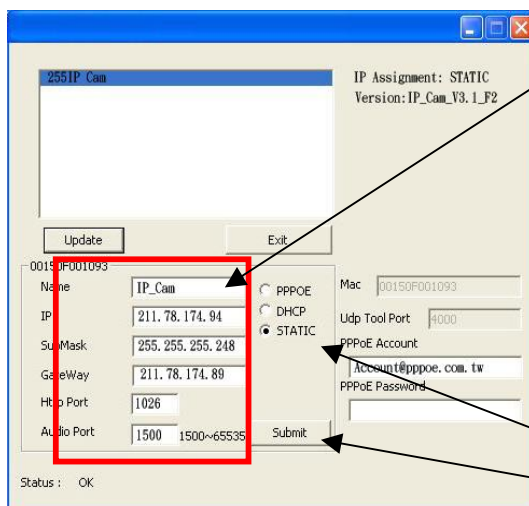 255IP Cam
IP Assignment: STATIC
Version:IP_Cam_V3.1_F2
Update
Exit
00150F001093
Name
IP_Cam
IP
211.78.174.94
SubMask
255.255.255.248
GateWay
211.78.174.89
Http Port
1026
Audio Port
1500
1500~65535
PPPOE
DHCP
STATIC
Submit
Mac
00150F001093
Udp Tool Port
4000
PPPoE Account
Account@pppoe.com.tw
PPPoE Password
Status : OK